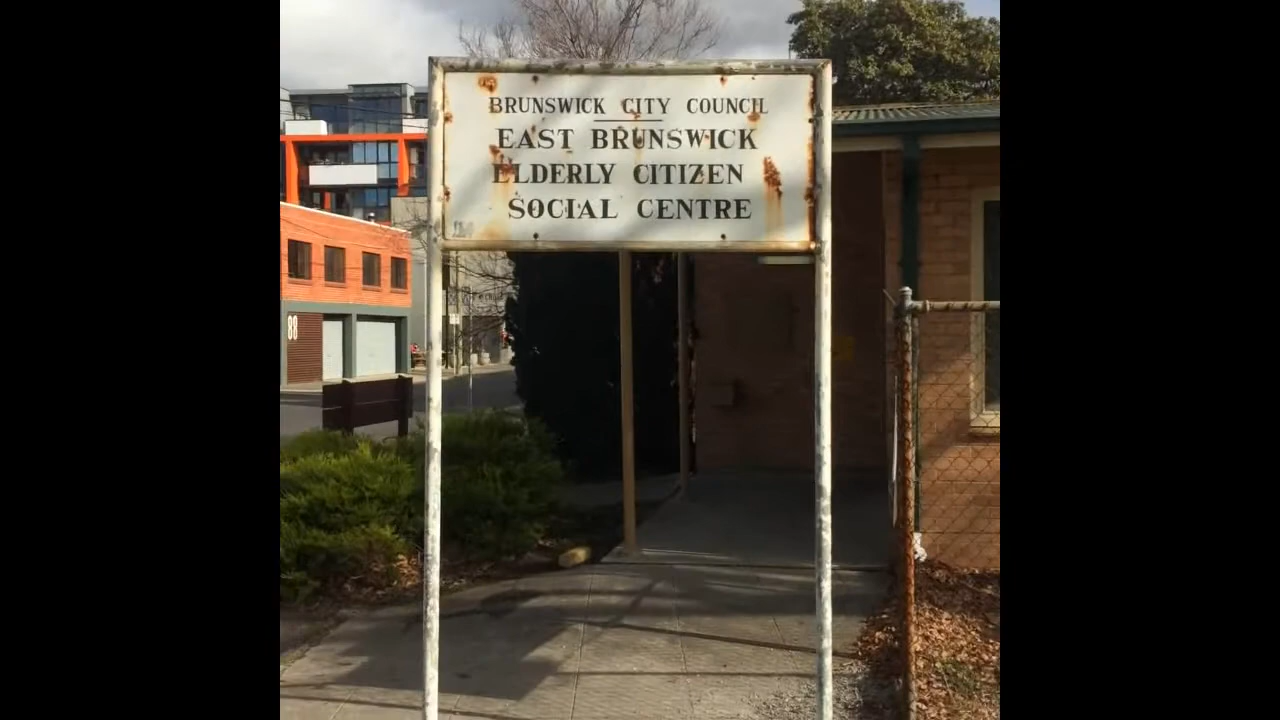 BRUNSWICK CITY COUNCIL
EAST BRUNSWICK
ELDERLY CITIZEN
SOCIAL CENTRE
88